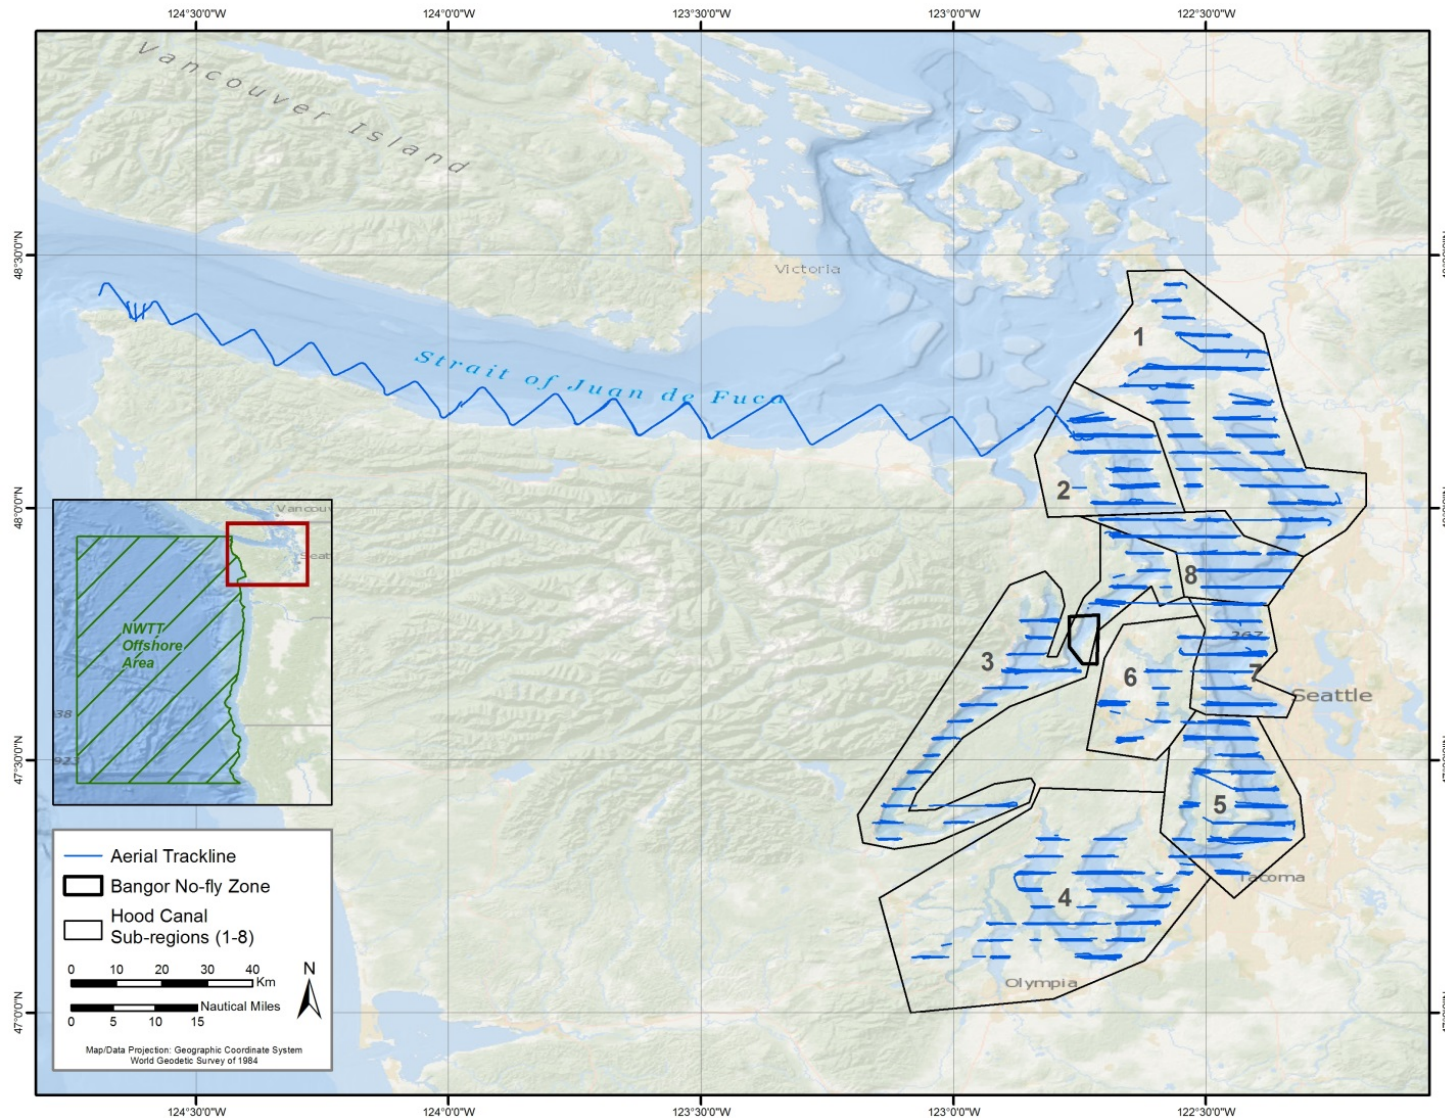 124°30'0"W 124°0'0"W 123°30'0"W 123°0'0"W 122°30'0"W
Vancouver Island
48°30'0"N
Victoria
Strait of Juan de Fuca
1
2
48°0'0"N
8
3
6
7
Seattle
47°30'0"N
5
Tacoma
4
Olympia
47°0'0"N
NWTT
Offshore
Area
Aerial Trackline
Bangor No-fly Zone
Hood Canal
Sub-regions (1-8)
0 10 20 30 40
Km
N
Nautical Miles
0 5 10 15
Map/Data Projection: Geographic Coordinate System
World Geodetic Survey of 1984
124°30'0"W 124°0'0"W 123°30'0"W 123°0'0"W 122°30'0"W